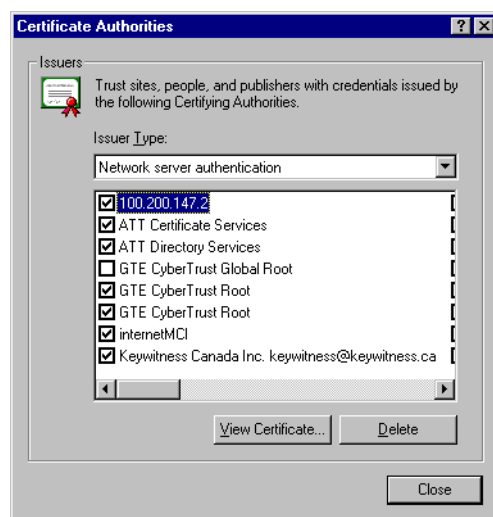 Certificate Authorities
Issuers
Trust sites, people, and publishers with credentials issued by
the following Certifying Authorities.
Issuer Type:
Network server authentication
100.200.147.2
ATT Certificate Services
ATT Directory Services
GTE CyberTrust Global Root
GTE CyberTrust Root
GTE CyberTrust Root
internetMCI
Keywitness Canada Inc. keywitness@keywitness.ca
View Certificate... Delete
Close